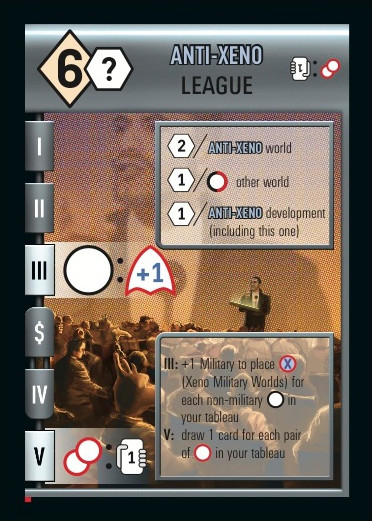 6 ?
ANTI-XENO
LEAGUE
1 :
I
2 / ANTI-XENO world
1 / other world
1 / ANTI-XENO development
(including this one)
II
III
: +1
$
IV
III: +1 Military to place X
(Xeno Military Worlds) for
each non-military in
your tableau
V: draw 1 card for each pair
of in your tableau
V
: 1